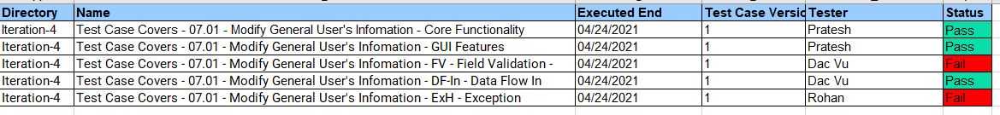 Directory Name Executed End Test Case Versio Tester Status
Iteration-4 Test Case Covers - 07.01 - Modify General User's Infomation - Core Functionality 04/24/2021 1 Pratesh Pass
Iteration-4 Test Case Covers - 07.01 - Modify General User's Infomation - GUI Features 04/24/2021 1 Pratesh Pass
Iteration-4 Test Case Covers - 07.01 - Modify General User's Infomation - FV - Field Validation - 04/24/2021 1 Dac Vu Fail
Iteration-4 Test Case Covers - 07.01 - Modify General User's Infomation - DF-In - Data Flow In 04/24/2021 1 Dac Vu Pass
Iteration-4 Test Case Covers - 07.01 - Modify General User's Infomation - ExH - Exception 04/24/2021 1 Rohan Fail